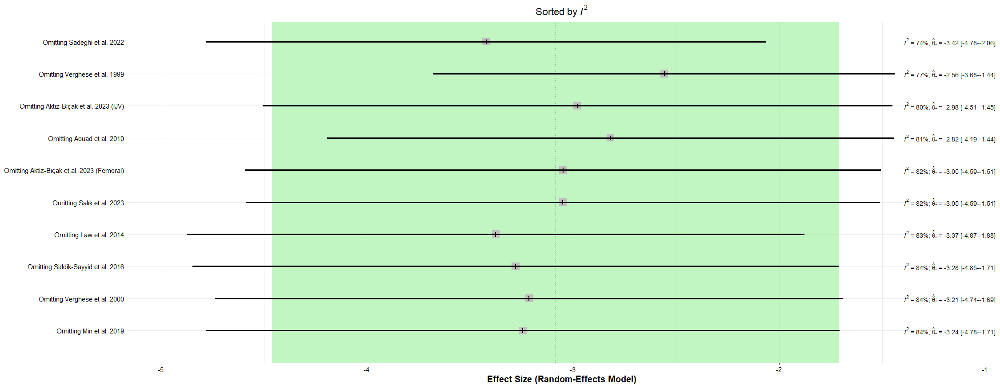 Sorted by I²
Omitting Sadeghi et al. 2022 I² = 74%; θ̂* = -3.42 [-4.78--2.06]
Omitting Verghese et al. 1999 I² = 77%; θ̂* = -2.56 [-3.68--1.44]
Omitting Aktiz-Bıçak et al. 2023 (IJV) I² = 80%; θ̂* = -2.98 [-4.51--1.45]
Omitting Aouad et al. 2010 I² = 81%; θ̂* = -2.82 [-4.19--1.44]
Omitting Aktiz-Bıçak et al. 2023 (Femoral) I² = 82%; θ̂* = -3.05 [-4.59--1.51]
Omitting Salık et al. 2023 I² = 82%; θ̂* = -3.05 [-4.59--1.51]
Omitting Law et al. 2014 I² = 83%; θ̂* = -3.37 [-4.87--1.88]
Omitting Siddik-Sayyid et al. 2016 I² = 84%; θ̂* = -3.28 [-4.85--1.71]
Omitting Verghese et al. 2000 I² = 84%; θ̂* = -3.21 [-4.74--1.69]
Omitting Min et al. 2019 I² = 84%; θ̂* = -3.24 [-4.78--1.71]
-5 -4 -3 -2 -1
Effect Size (Random-Effects Model)